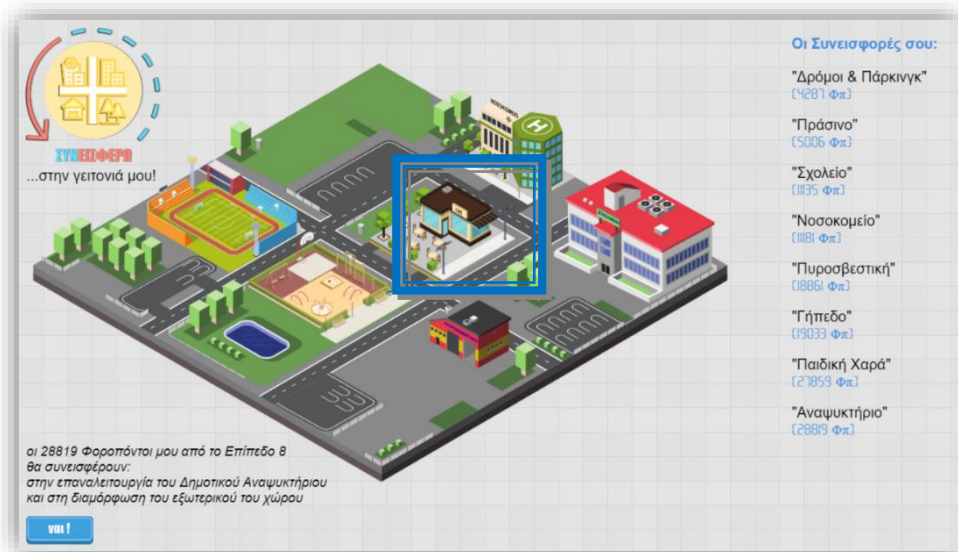 ΣΥΝΕΙΣΦΕΡΩ
...στην γειτονιά μου!
Οι Συνεισφορές σου:
"Δρόμοι & Πάρκινγκ"
(4287 Φπ)
"Πράσινο"
(5006 Φπ)
"Σχολείο"
(11135 Φπ)
"Νοσοκομείο"
(11181 Φπ)
"Πυροσβεστική"
(18861 Φπ)
"Γήπεδο"
(19033 Φπ)
"Παιδική Χαρά"
(27859 Φπ)
"Αναψυκτήριο"
(28819 Φπ)
οι 28819 Φοροπόντοι μου από το Επίπεδο 8
θα συνεισφέρουν:
στην επαναλειτουργία του Δημοτικού Αναψυκτήριου
και στη διαμόρφωση του εξωτερικού του χώρου
ναι !